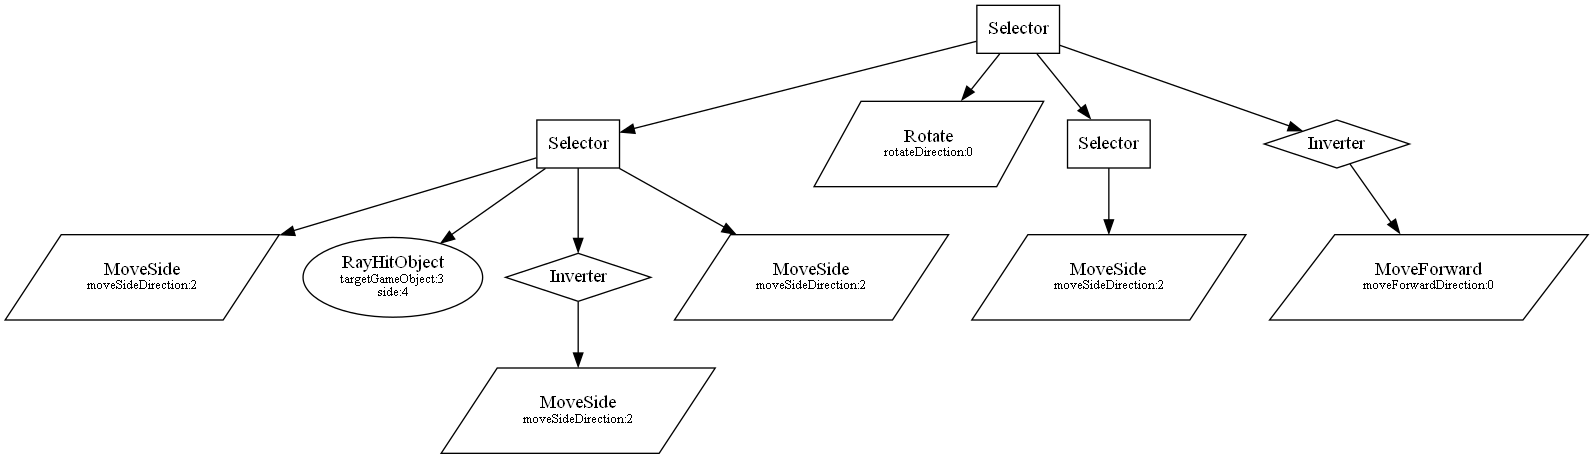 Selector
Selector
Rotate
rotateDirection:0
Selector
Inverter
MoveSide
moveSideDirection:2
RayHitObject
targetGameObject:3
side:4
Inverter
MoveSide
moveSideDirection:2
MoveSide
moveSideDirection:2
MoveForward
moveForwardDirection:0
MoveSide
moveSideDirection:2